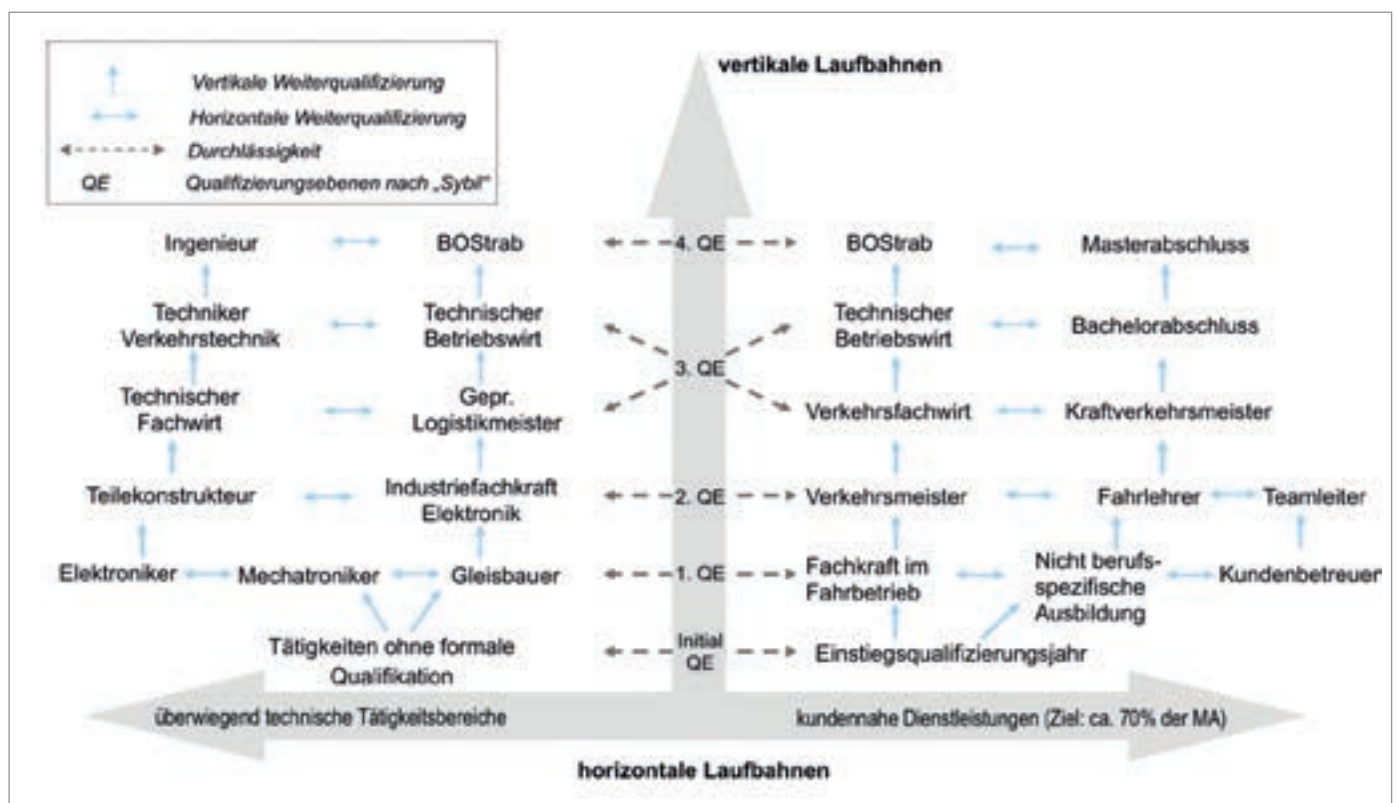 Vertikale Weiterqualifizierung
Horizontale Weiterqualifizierung
Durchlässigkeit
QE Qualifizierungsebenen nach „Sybil"
vertikale Laufbahnen
Ingenieur BOStrab 4. QE BOStrab Masterabschluss
Techniker Technischer Technischer
Verkehrstechnik Betriebswirt Betriebswirt Bachelorabschluss
3. QE
Technischer Gepr.
Fachwirt Logistikmeister Verkehrsfachwirt Kraftverkehrsmeister
Teilekonstrukteur Industriefachkraft 2. QE Verkehrsmeister Fahrlehrer Teamleiter
Elektronik
Elektroniker Mechatroniker Gleisbauer 1. QE Fachkraft im Nicht berufs- Kundenbetreuer
Fahrbetrieb spezifische
Ausbildung
Tätigkeiten ohne formale Initial Einstiegsqualifizierungsjahr
Qualifikation QE
überwiegend technische Tätigkeitsbereiche kundennahe Dienstleistungen (Ziel: ca. 70% der MA)
horizontale Laufbahnen